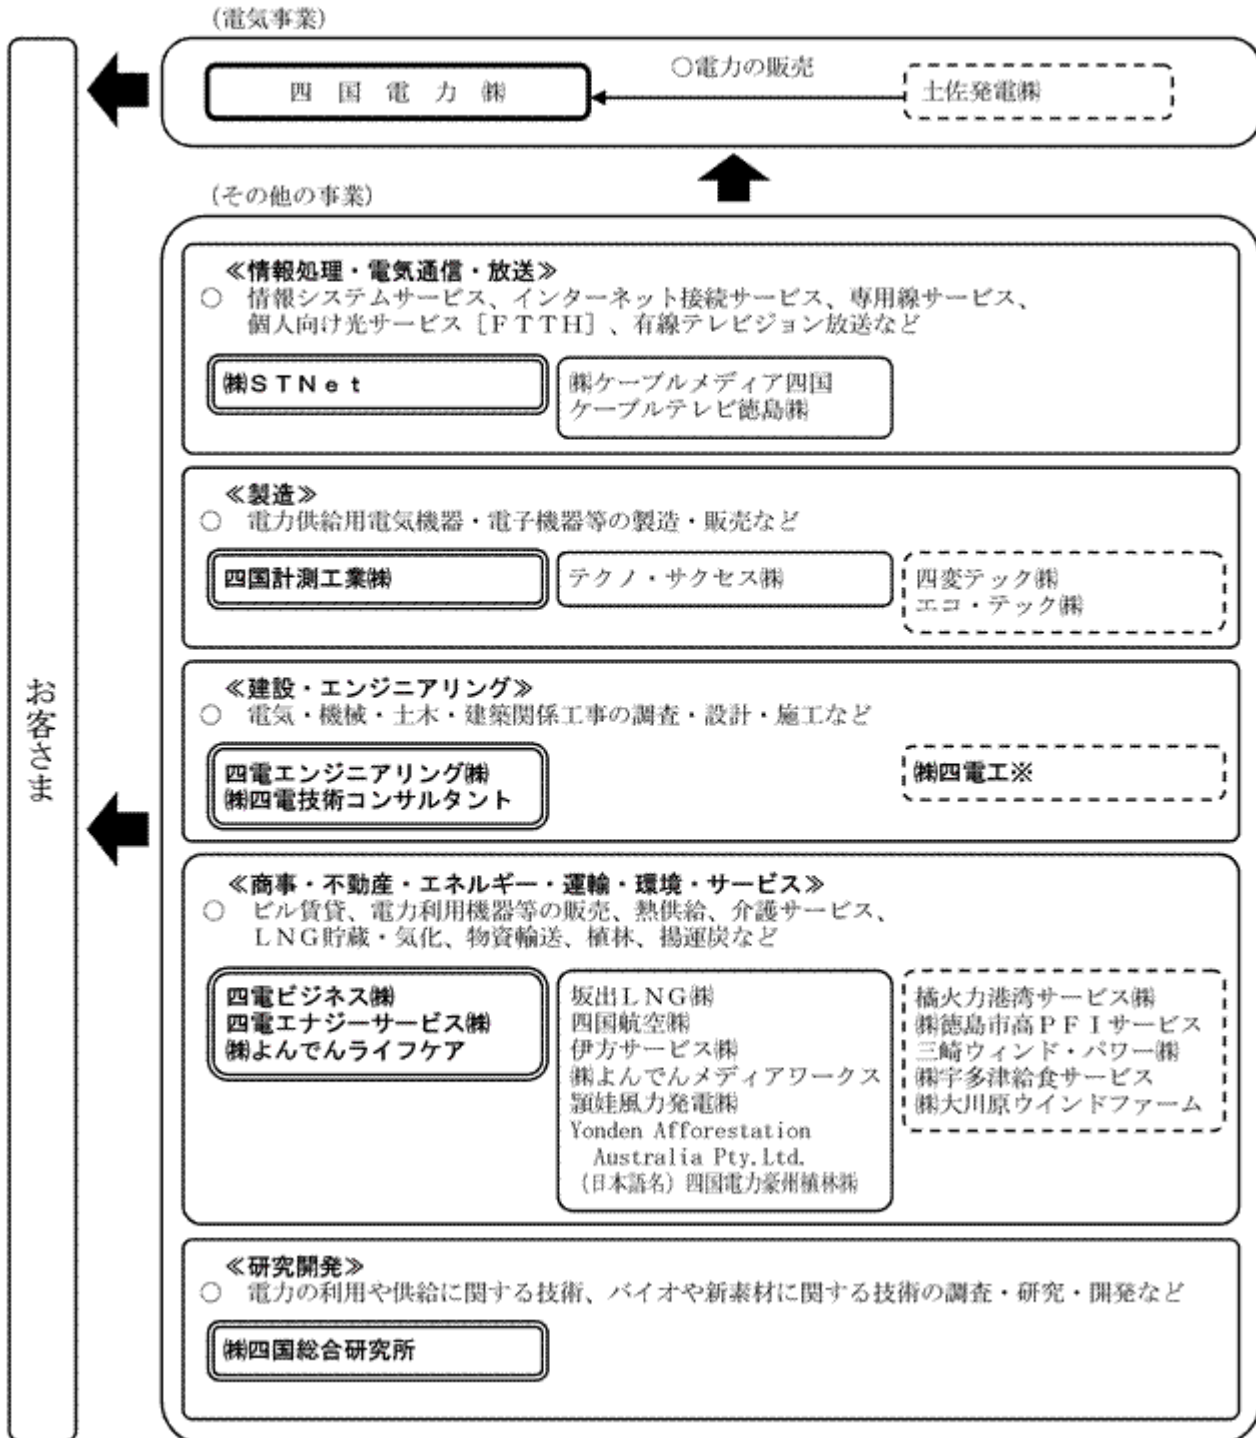 (電気事業)
四国電力㈱
○電力の販売
土佐発電㈱
(その他の事業)
≪情報処理・電気通信・放送≫
○ 情報システムサービス、インターネット接続サービス、専用線サービス、
個人向け光サービス［ＦＴＴＨ］、有線テレビジョン放送など
㈱ＳＴＮｅｔ
㈱ケーブルメディア四国
ケーブルテレビ徳島㈱
≪製造≫
○ 電力供給用電気機器・電子機器等の製造・販売など
四国計測工業㈱
テクノ・サクセス㈱
四変テック㈱
エコ・テック㈱
≪建設・エンジニアリング≫
○ 電気・機械・土木・建築関係工事の調査・設計・施工など
四電エンジニアリング㈱
㈱四電技術コンサルタント
㈱四電工※
お客さま
≪商事・不動産・エネルギー・運輸・環境・サービス≫
○ ビル賃貸、電力利用機器等の販売、熱供給、介護サービス、
ＬＮＧ貯蔵・気化、物資輸送、植林、揚運炭など
四電ビジネス㈱
四電エナジーサービス㈱
㈱よんでんライフケア
坂出ＬＮＧ㈱
四国航空㈱
伊方サービス㈱
㈱よんでんメディアワークス
頴娃風力発電㈱
Yonden Afforestation
Australia Pty.Ltd.
(日本語名) 四国電力豪州植林㈱
橘火力港湾サービス㈱
㈱徳島市高ＰＦＩサービス
三崎ウィンド・パワー㈱
㈱宇多津給食サービス
㈱大川原ウインドファーム
≪研究開発≫
○ 電力の利用や供給に関する技術、バイオや新素材に関する技術の調査・研究・開発など
㈱四国総合研究所